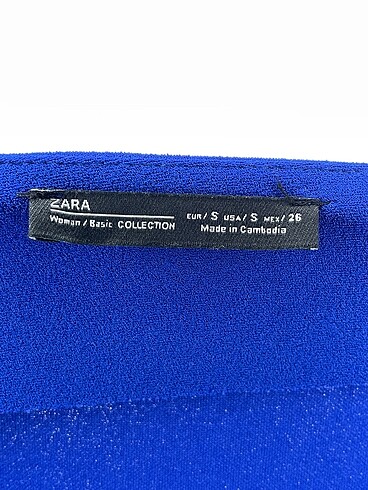 ZARA
Woman / Basic COLLECTION
EUR / S USA / S MEX / 26
Made in Cambodia